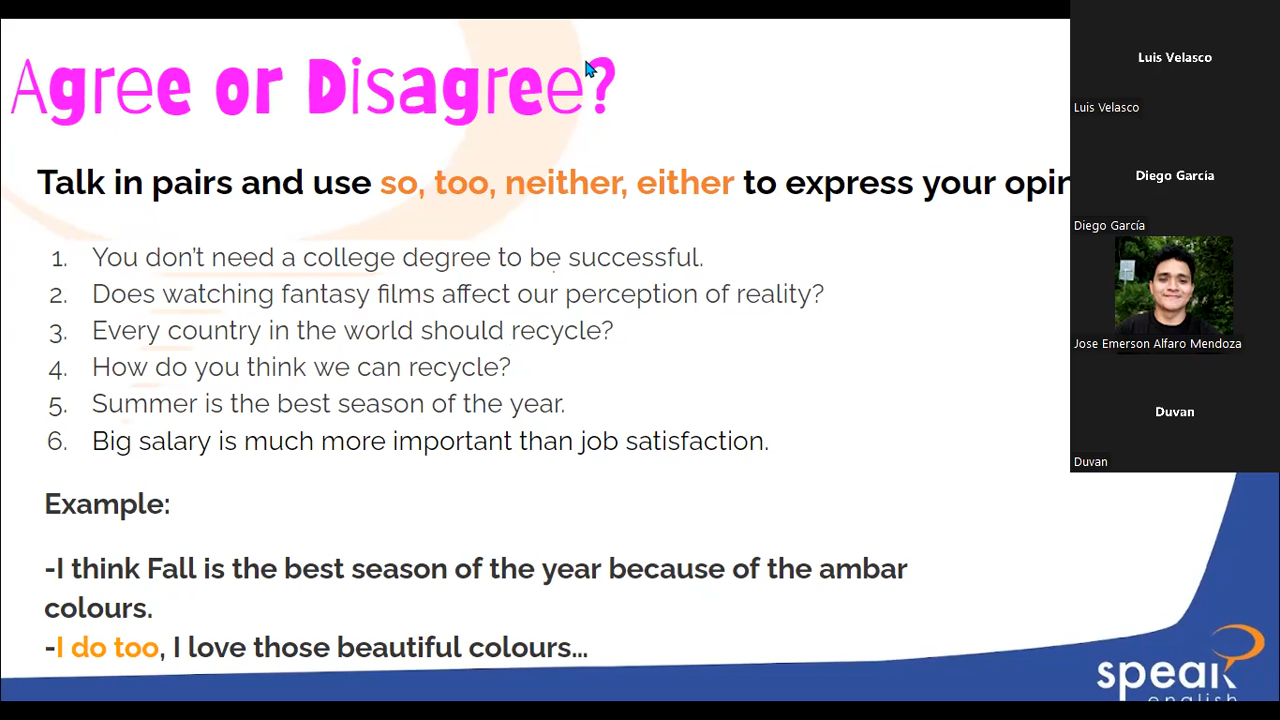 Agree or Disagree?
Talk in pairs and use so, too, neither, either to express your opin
1. You don't need a college degree to be successful.
2. Does watching fantasy films affect our perception of reality?
3. Every country in the world should recycle?
4. How do you think we can recycle?
5. Summer is the best season of the year.
6. Big salary is much more important than job satisfaction.
Example:
-I think Fall is the best season of the year because of the ambar
colours.
-I do too, I love those beautiful colours...
speak
english
Luis Velasco
Luis Velasco
Diego García
Diego García
Jose Emerson Alfaro Mendoza
Duvan
Duvan